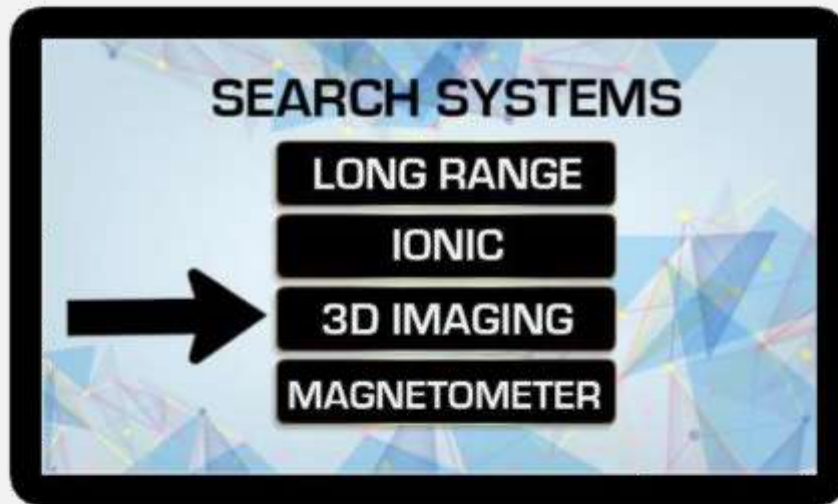 SEARCH SYSTEMS
LONG RANGE
IONIC
3D IMAGING
MAGNETOMETER